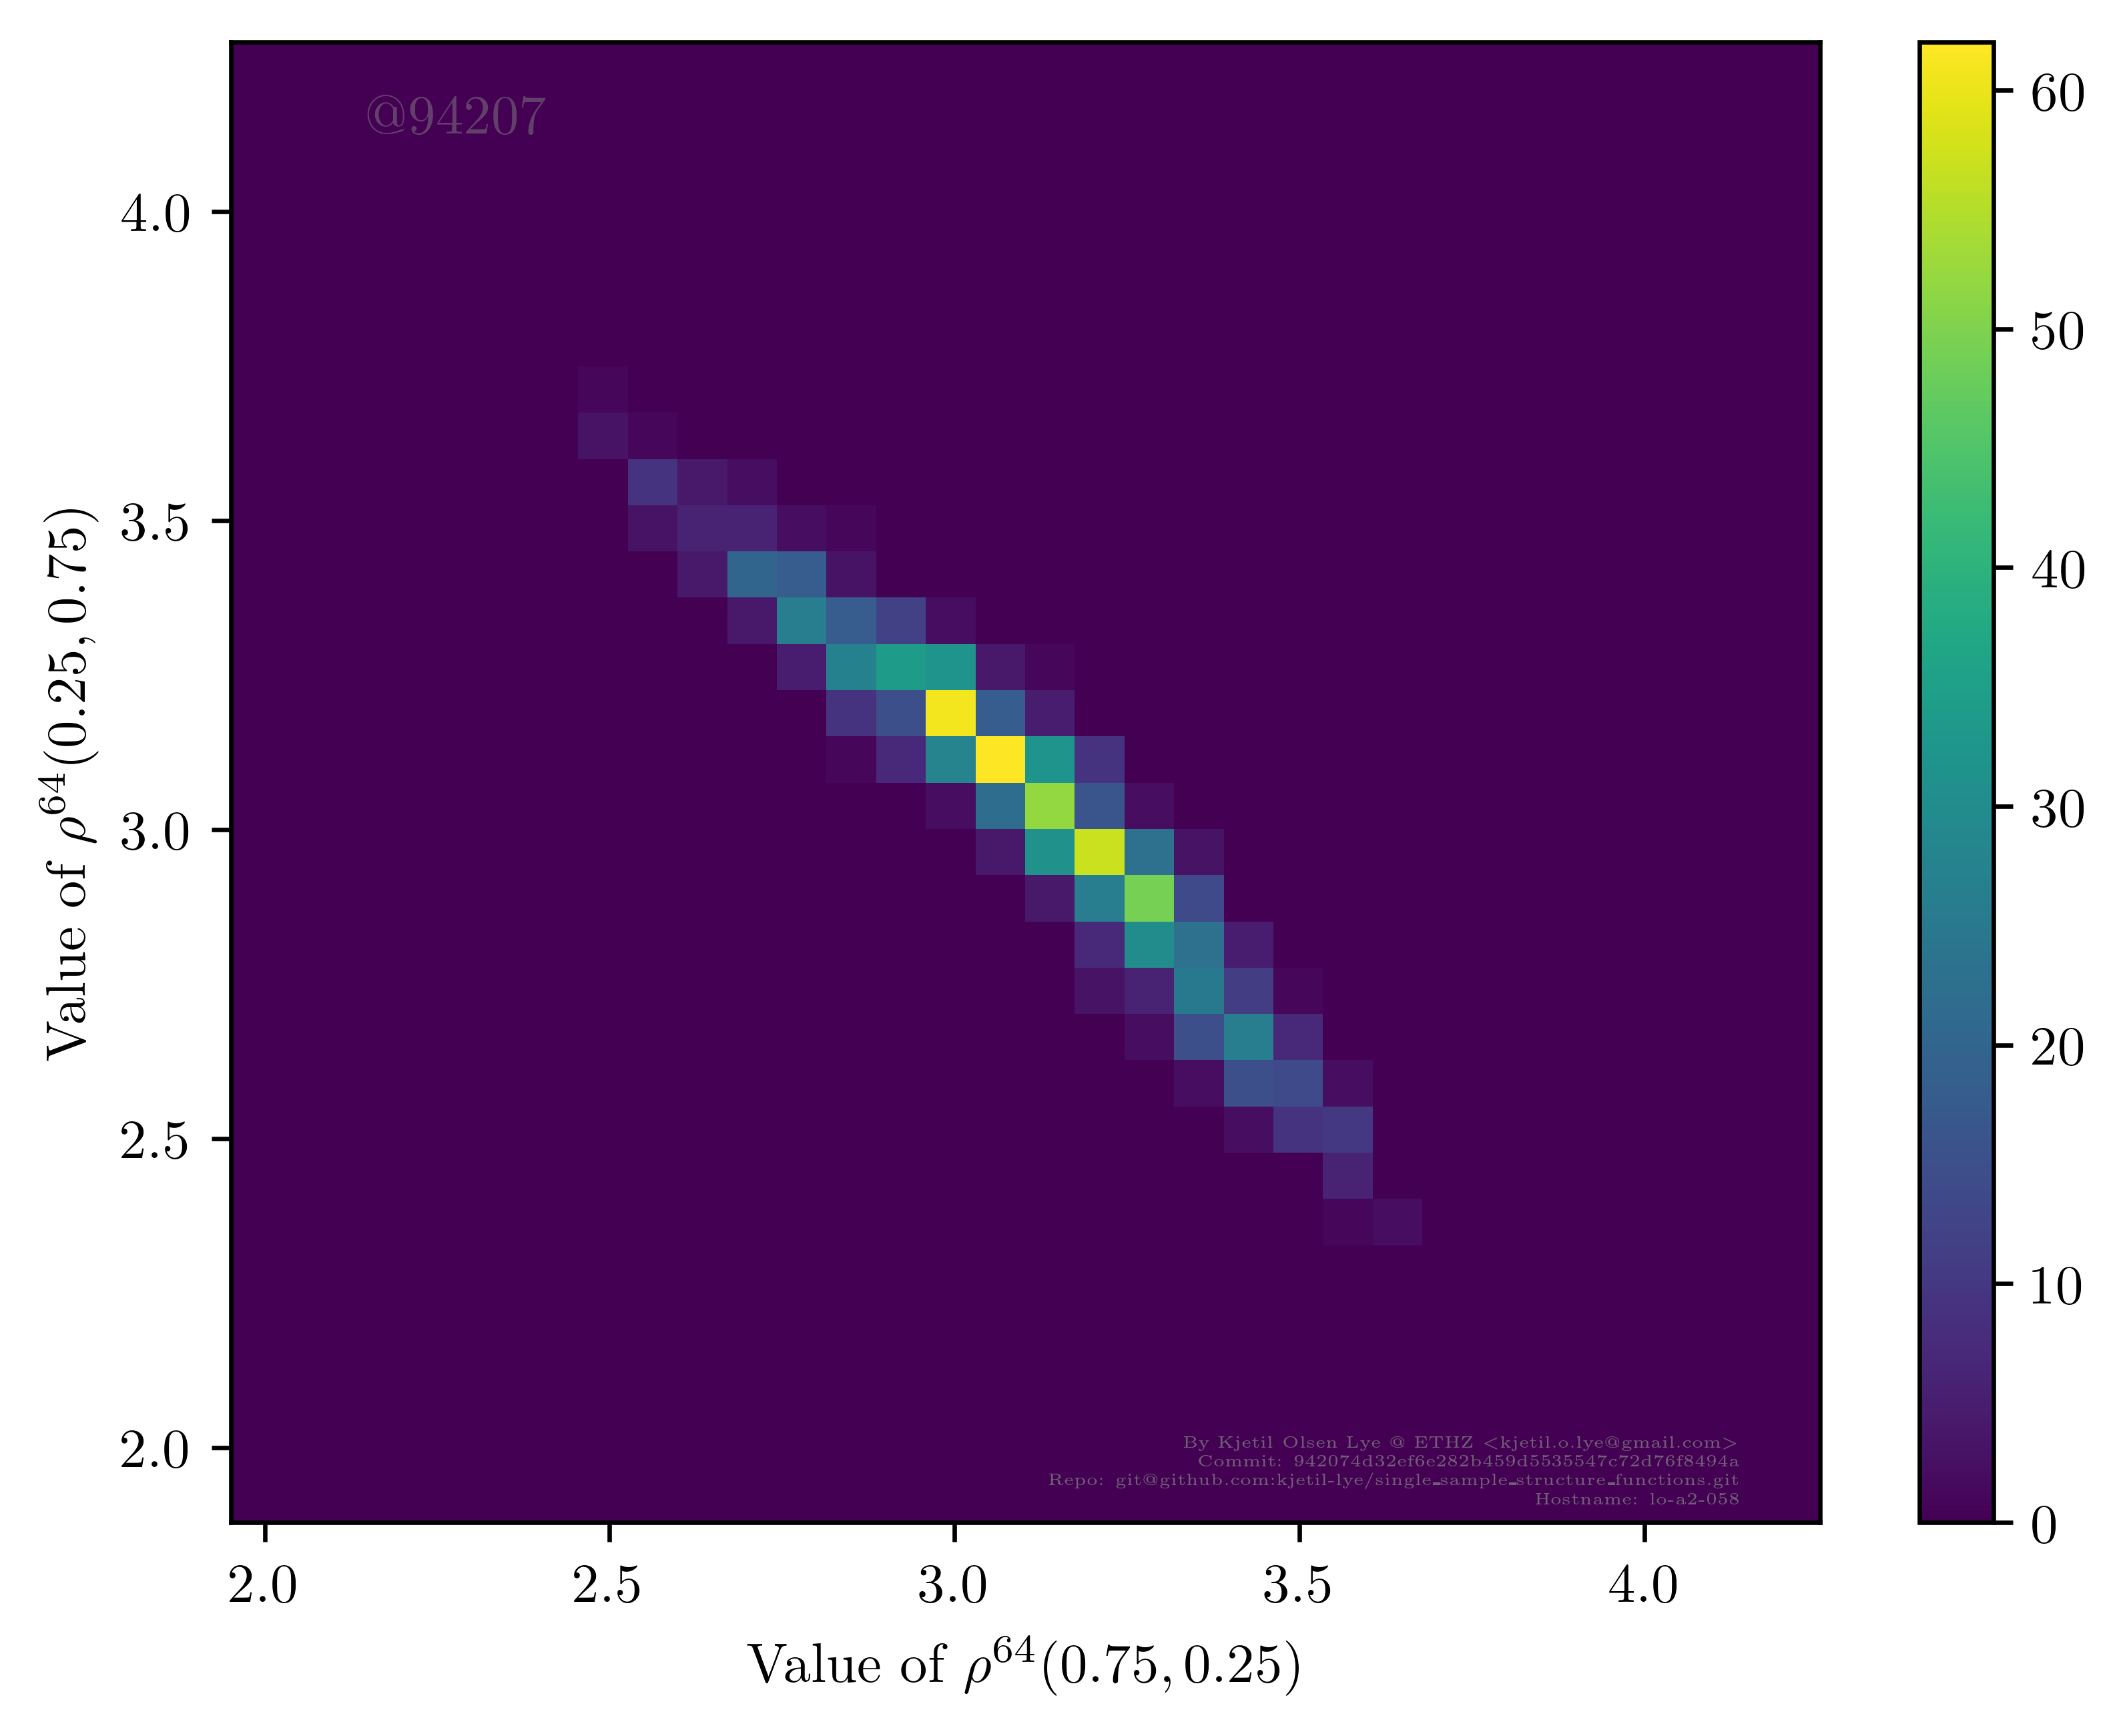 @94207
60
50
40
30
20
10
0
4.0
3.5
3.0
2.5
2.0
Value of ρ^64(0.25, 0.75)
By Kjetil Olsen Lye @ ETHZ <kjetil.o.lye@gmail.com>
Commit: 942074d32ef6e282b459d5535547c72d76f8494a
Repo: git@github.com:kjetil-lye/single_sample_structure_functions.git
Hostname: lo-a2-058
2.0 2.5 3.0 3.5 4.0
Value of ρ^64(0.75, 0.25)